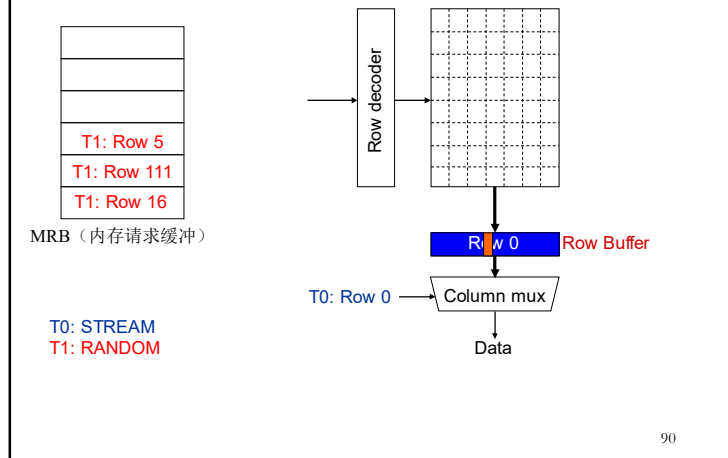 T1: Row 5
T1: Row 111
T1: Row 16
MRB（内存请求缓冲）
T0: STREAM
T1: RANDOM
Row decoder
Row 0
Row Buffer
T0: Row 0
Column mux
Data
90